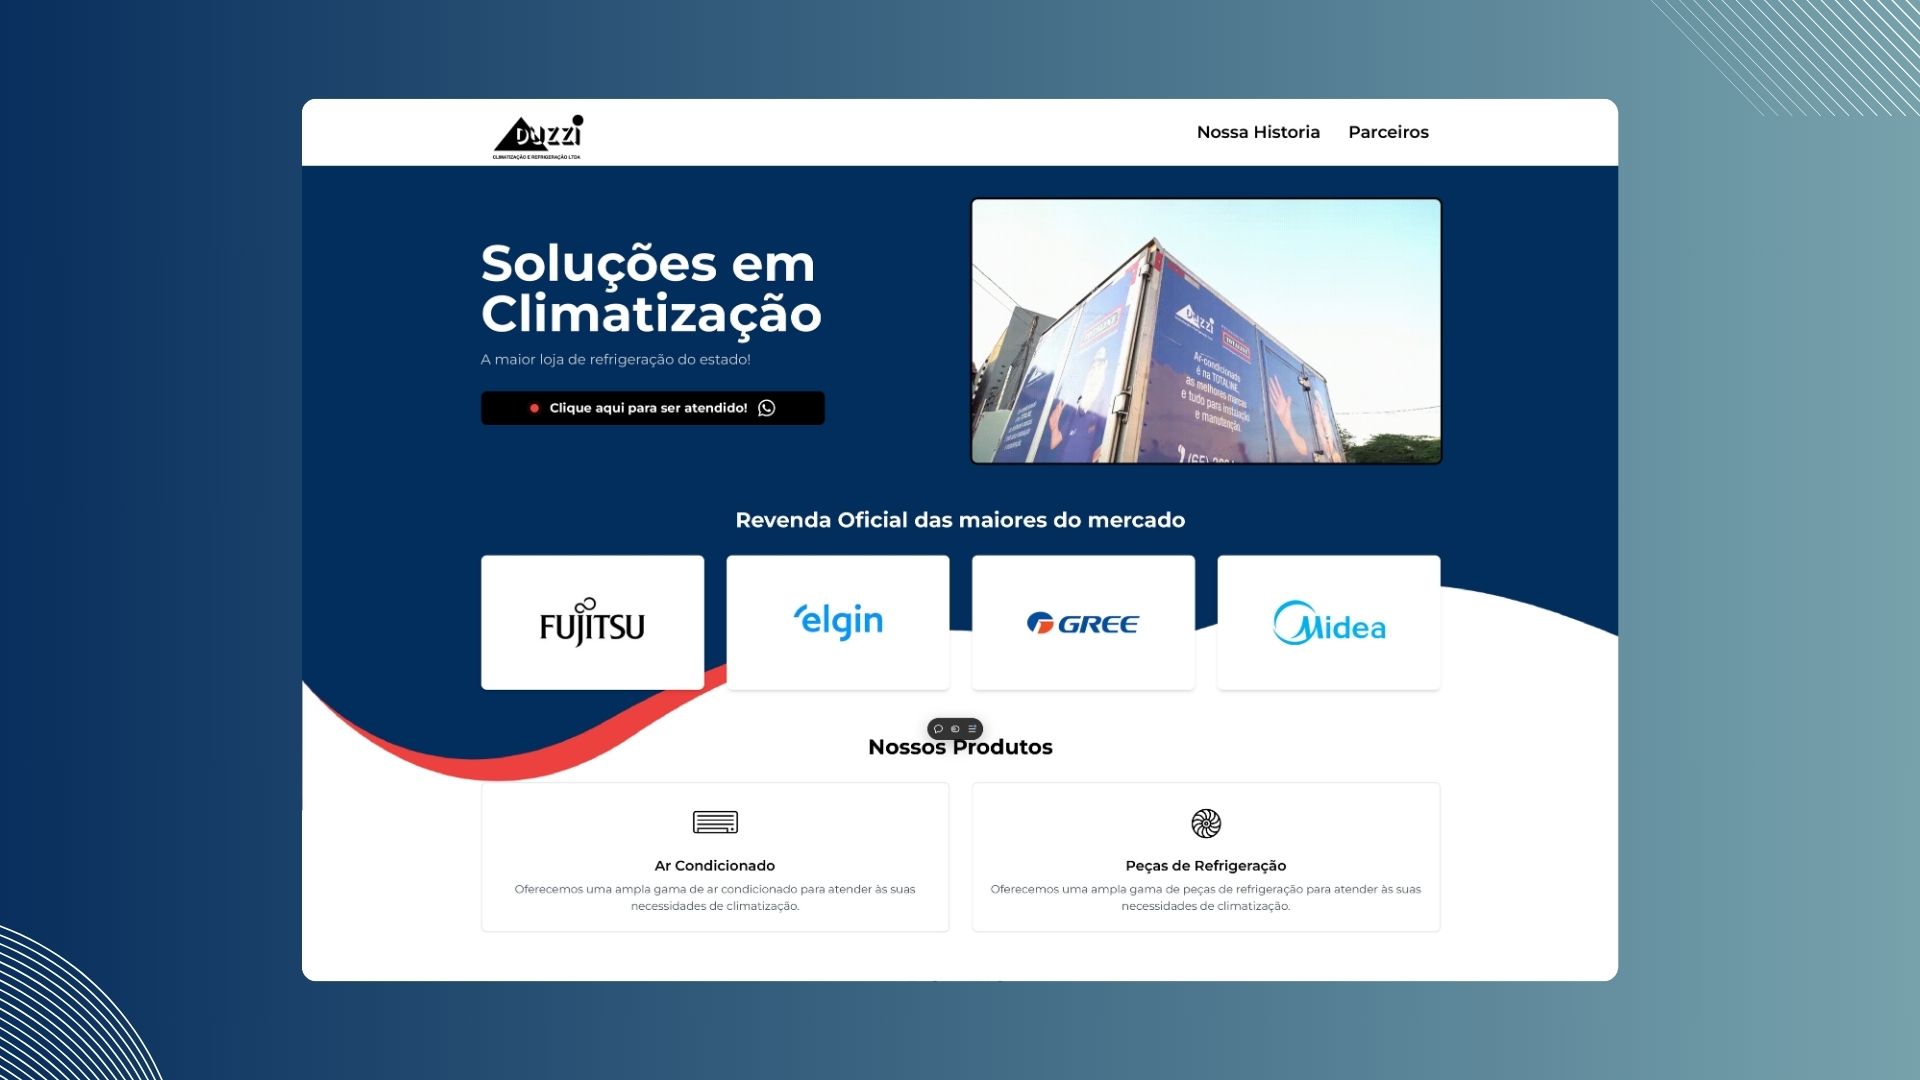 Duzzi
CLIMATIZAÇÃO E REFRIGERAÇÃO LTDA
Nossa Historia
Parceiros
Soluções em
Climatização
A maior loja de refrigeração do estado!
Clique aqui para ser atendido!
Duzzi
TOTALINE
Ar-condicionado
é na TOTALINE.
as melhores marcas
e tudo para instalação
e manutenção.
Revenda Oficial das maiores do mercado
FUJITSU
elgin
GREE
Midea
Nossos Produtos
Ar Condicionado
Oferecemos uma ampla gama de ar condicionado para atender às suas
necessidades de climatização.
Peças de Refrigeração
Oferecemos uma ampla gama de peças de refrigeração para atender às suas
necessidades de climatização.